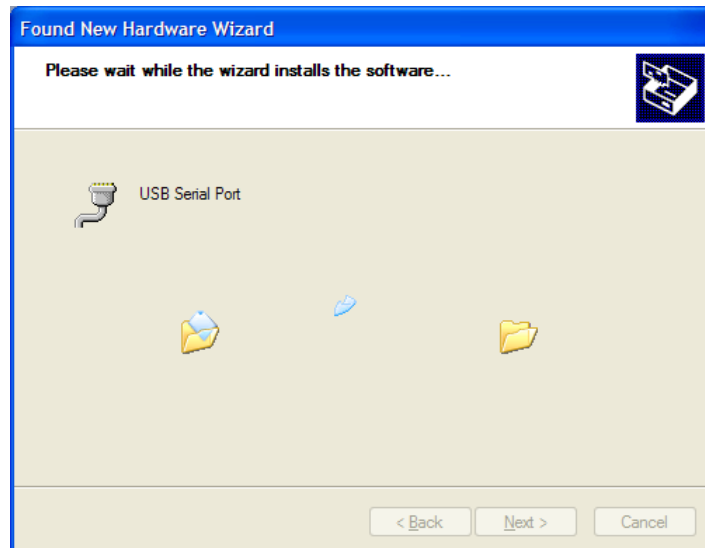 Found New Hardware Wizard
Please wait while the wizard installs the software...
USB Serial Port
< Back
Next >
Cancel